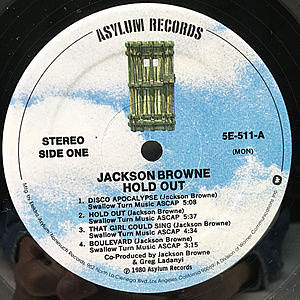 ASYLUM RECORDS
STEREO
SIDE ONE
5E-511-A
(MON)
JACKSON BROWNE
HOLD OUT
1. DISCO APOCALYPSE (Jackson Browne)
Swallow Turn Music ASCAP 5:08
2. HOLD OUT (Jackson Browne)
Swallow Turn Music ASCAP 5:37
3. THAT GIRL COULD SING (Jackson Browne)
Swallow Turn Music ASCAP 4:34
4. BOULEVARD (Jackson Browne)
Swallow Turn Music ASCAP 3:15
Co-Produced by Jackson Browne
& Greg Ladanyi
℗ 1980 Asylum Records